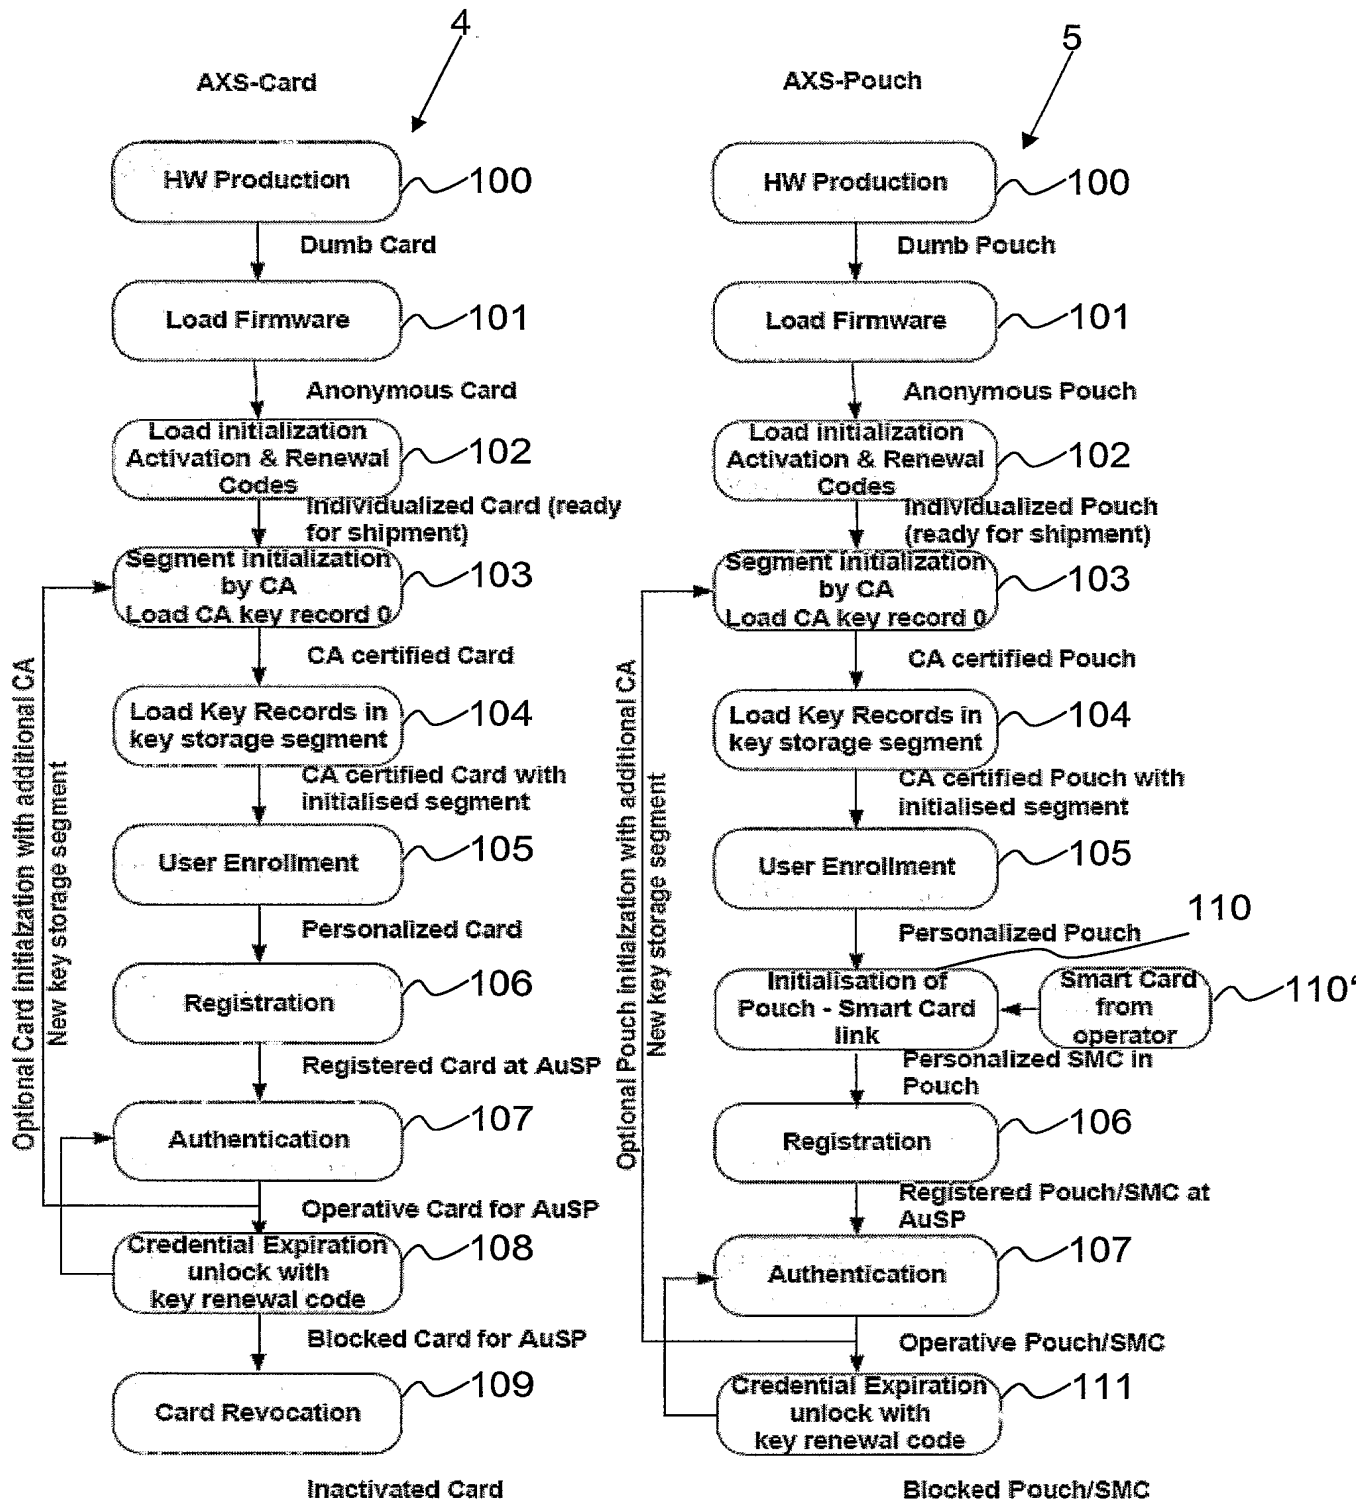 4
AXS-Card
HW Production
100
Dumb Card
Load Firmware
101
Anonymous Card
Load initialization
Activation & Renewal
Codes
102
Individualized Card (ready
for shipment)
Segment initialization
by CA
Load CA key record 0
103
CA certified Card
Load Key Records in
key storage segment
104
CA certified Card with
initialised segment
User Enrollment
105
Personalized Card
Registration
106
Registered Card at AuSP
Authentication
107
Operative Card for AuSP
Credential Expiration
unlock with
key renewal code
108
Blocked Card for AuSP
Card Revocation
109
Inactivated Card
Optional Card initialzation with additional CA
New key storage segment
5
AXS-Pouch
HW Production
100
Dumb Pouch
Load Firmware
101
Anonymous Pouch
Load initialization
Activation & Renewal
Codes
102
Individualized Pouch
(ready for shipment)
Segment initialization
by CA
Load CA key record 0
103
CA certified Pouch
Load Key Records in
key storage segment
104
CA certified Pouch with
initialised segment
User Enrollment
105
Personalized Pouch
110
Initialisation of
Pouch - Smart Card
link
Smart Card
from
operator
110‘
Personalized SMC in
Pouch
Registration
106
Registered Pouch/SMC at
AuSP
Authentication
107
Operative Pouch/SMC
Credential Expiration
unlock with
key renewal code
111
Blocked Pouch/SMC
Optional Pouch initialzation with additional CA
New key storage segment